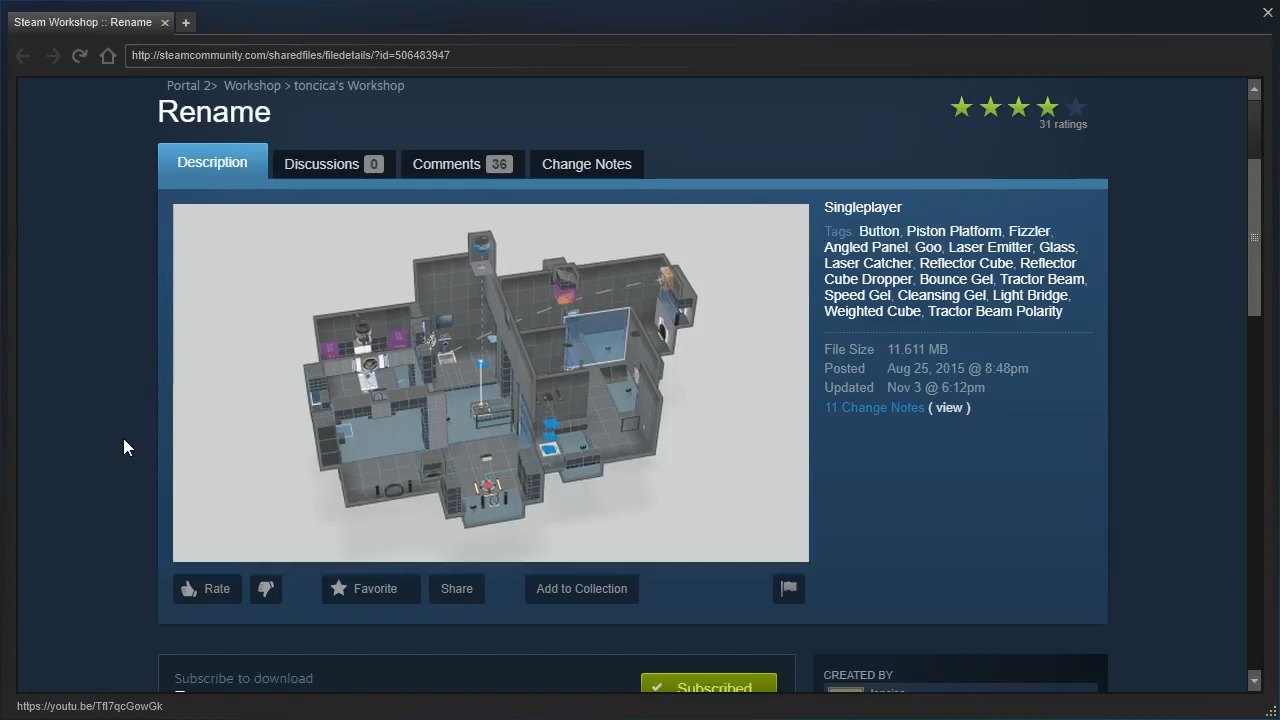 Steam Workshop :: Rename
http://steamcommunity.com/sharedfiles/filedetails/?id=506483947
Portal 2> Workshop > toncica's Workshop
Rename
31 ratings
Description
Discussions 0
Comments 36
Change Notes
Singleplayer
Tags: Button, Piston Platform, Fizzler,
Angled Panel, Goo, Laser Emitter, Glass,
Laser Catcher, Reflector Cube, Reflector
Cube Dropper, Bounce Gel, Tractor Beam,
Speed Gel, Cleansing Gel, Light Bridge,
Weighted Cube, Tractor Beam Polarity
File Size 11.611 MB
Posted Aug 25, 2015 @ 8:48pm
Updated Nov 3 @ 6:12pm
11 Change Notes ( view )
Rate
Favorite
Share
Add to Collection
Subscribe to download
Subscribed
CREATED BY
https://youtu.be/TfI7qcGowGk